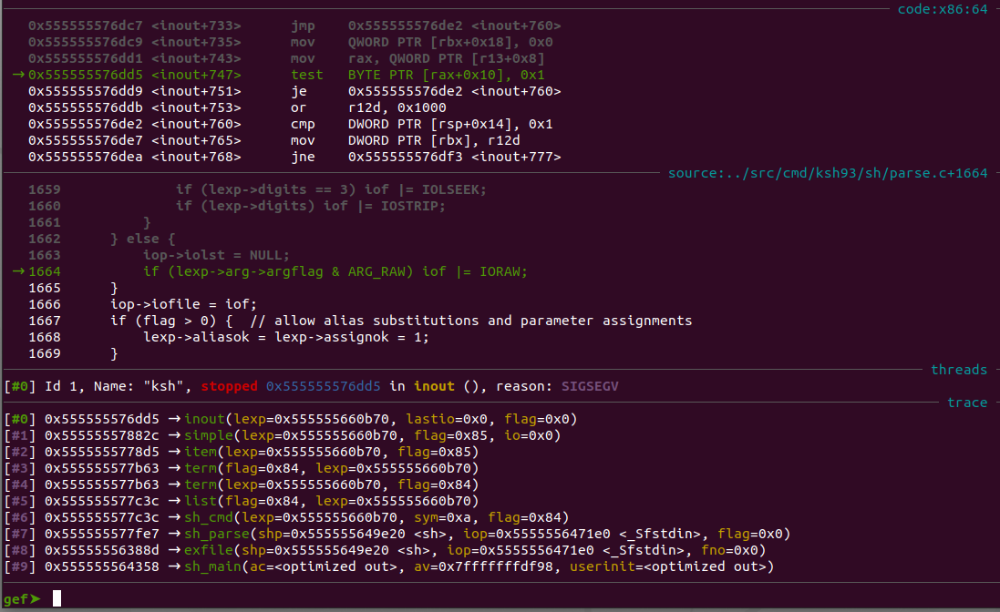 code:x86:64
0x555555576dc7 <inout+733> jmp 0x555555576de2 <inout+760>
0x555555576dc9 <inout+735> mov QWORD PTR [rbx+0x18], 0x0
0x555555576dd1 <inout+743> mov rax, QWORD PTR [r13+0x8]
→0x555555576dd5 <inout+747> test BYTE PTR [rax+0x10], 0x1
0x555555576dd9 <inout+751> je 0x555555576de2 <inout+760>
0x555555576ddb <inout+753> or r12d, 0x1000
0x555555576de2 <inout+760> cmp DWORD PTR [rsp+0x14], 0x1
0x555555576de7 <inout+765> mov DWORD PTR [rbx], r12d
0x555555576dea <inout+768> jne 0x555555576df3 <inout+777>
source:../src/cmd/ksh93/sh/parse.c+1664
1659 if (lexp->digits == 3) iof |= IOLSEEK;
1660 if (lexp->digits) iof |= IOSTRIP;
1661 }
1662 } else {
1663 iop->iolst = NULL;
→1664 if (lexp->arg->argflag & ARG_RAW) iof |= IORAW;
1665 }
1666 iop->iofile = iof;
1667 if (flag > 0) { // allow alias substitutions and parameter assignments
1668 lexp->aliasok = lexp->assignok = 1;
1669 }
threads
[#0] Id 1, Name: "ksh", stopped 0x555555576dd5 in inout (), reason: SIGSEGV
trace
[#0] 0x555555576dd5 → inout(lexp=0x555555660b70, lastio=0x0, flag=0x0)
[#1] 0x55555557882c → simple(lexp=0x555555660b70, flag=0x85, io=0x0)
[#2] 0x5555555778d5 → item(lexp=0x555555660b70, flag=0x85)
[#3] 0x555555577b63 → term(flag=0x84, lexp=0x555555660b70)
[#4] 0x555555577b63 → term(lexp=0x555555660b70, flag=0x84)
[#5] 0x555555577c3c → list(flag=0x84, lexp=0x555555660b70)
[#6] 0x555555577c3c → sh_cmd(lexp=0x555555660b70, sym=0xa, flag=0x84)
[#7] 0x555555577fe7 → sh_parse(shp=0x555555649e20 <sh>, iop=0x5555556471e0 <_Sfstdin>, flag=0x0)
[#8] 0x55555556388d → exfile(shp=0x555555649e20 <sh>, iop=0x5555556471e0 <_Sfstdin>, fno=0x0)
[#9] 0x555555564358 → sh_main(ac=<optimized out>, av=0x7fffffffdf98, userinit=<optimized out>)
gef➤